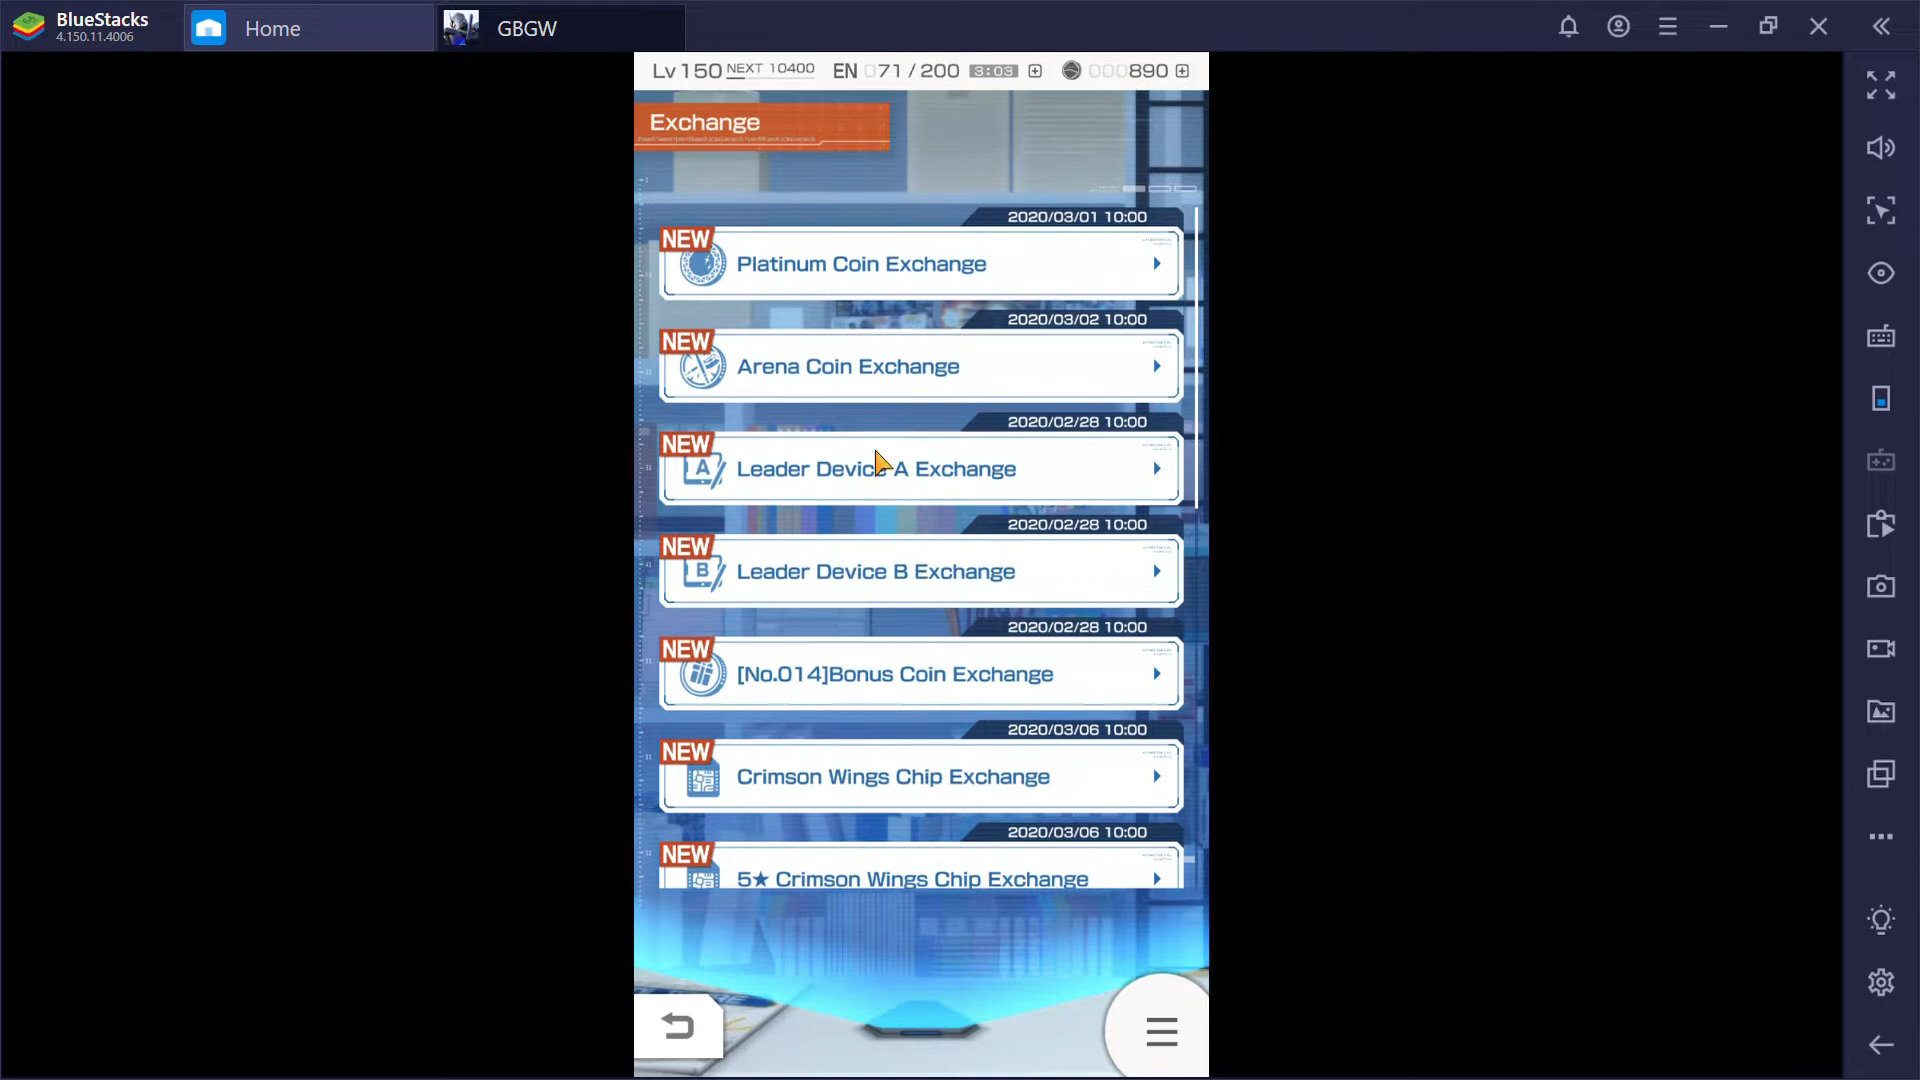 BlueStacks
4.150.11.4006
Home
GBGW
Lv 150 NEXT 10400 EN 071 / 200 3:03 000890
Exchange
2020/03/01 10:00
NEW
Platinum Coin Exchange
2020/03/02 10:00
NEW
Arena Coin Exchange
2020/02/28 10:00
NEW
A
Leader Device A Exchange
2020/02/28 10:00
NEW
B
Leader Device B Exchange
2020/02/28 10:00
NEW
[No.014]Bonus Coin Exchange
2020/03/06 10:00
NEW
Crimson Wings Chip Exchange
2020/03/06 10:00
NEW
5★ Crimson Wings Chip Exchange